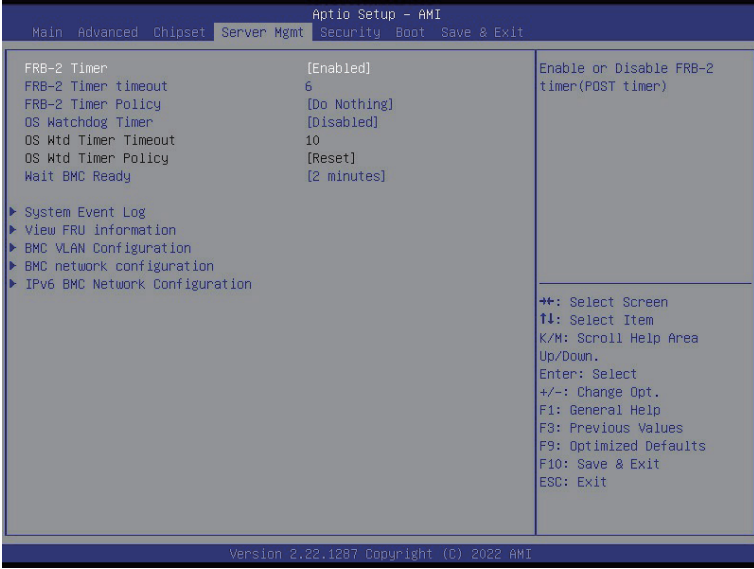 Aptio Setup - AMI
Main Advanced Chipset Server Mgmt Security Boot Save & Exit
FRB-2 Timer [Enabled]
FRB-2 Timer timeout 6
FRB-2 Timer Policy [Do Nothing]
OS Watchdog Timer [Disabled]
OS Wtd Timer Timeout 10
OS Wtd Timer Policy [Reset]
Wait BMC Ready [2 minutes]
System Event Log
View FRU information
BMC VLAN Configuration
BMC network configuration
IPv6 BMC Network Configuration
Enable or Disable FRB-2
timer(POST timer)
→←: Select Screen
↑↓: Select Item
K/M: Scroll Help Area
Up/Down.
Enter: Select
+/-: Change Opt.
F1: General Help
F3: Previous Values
F9: Optimized Defaults
F10: Save & Exit
ESC: Exit
Version 2.22.1287 Copyright (C) 2022 AMI